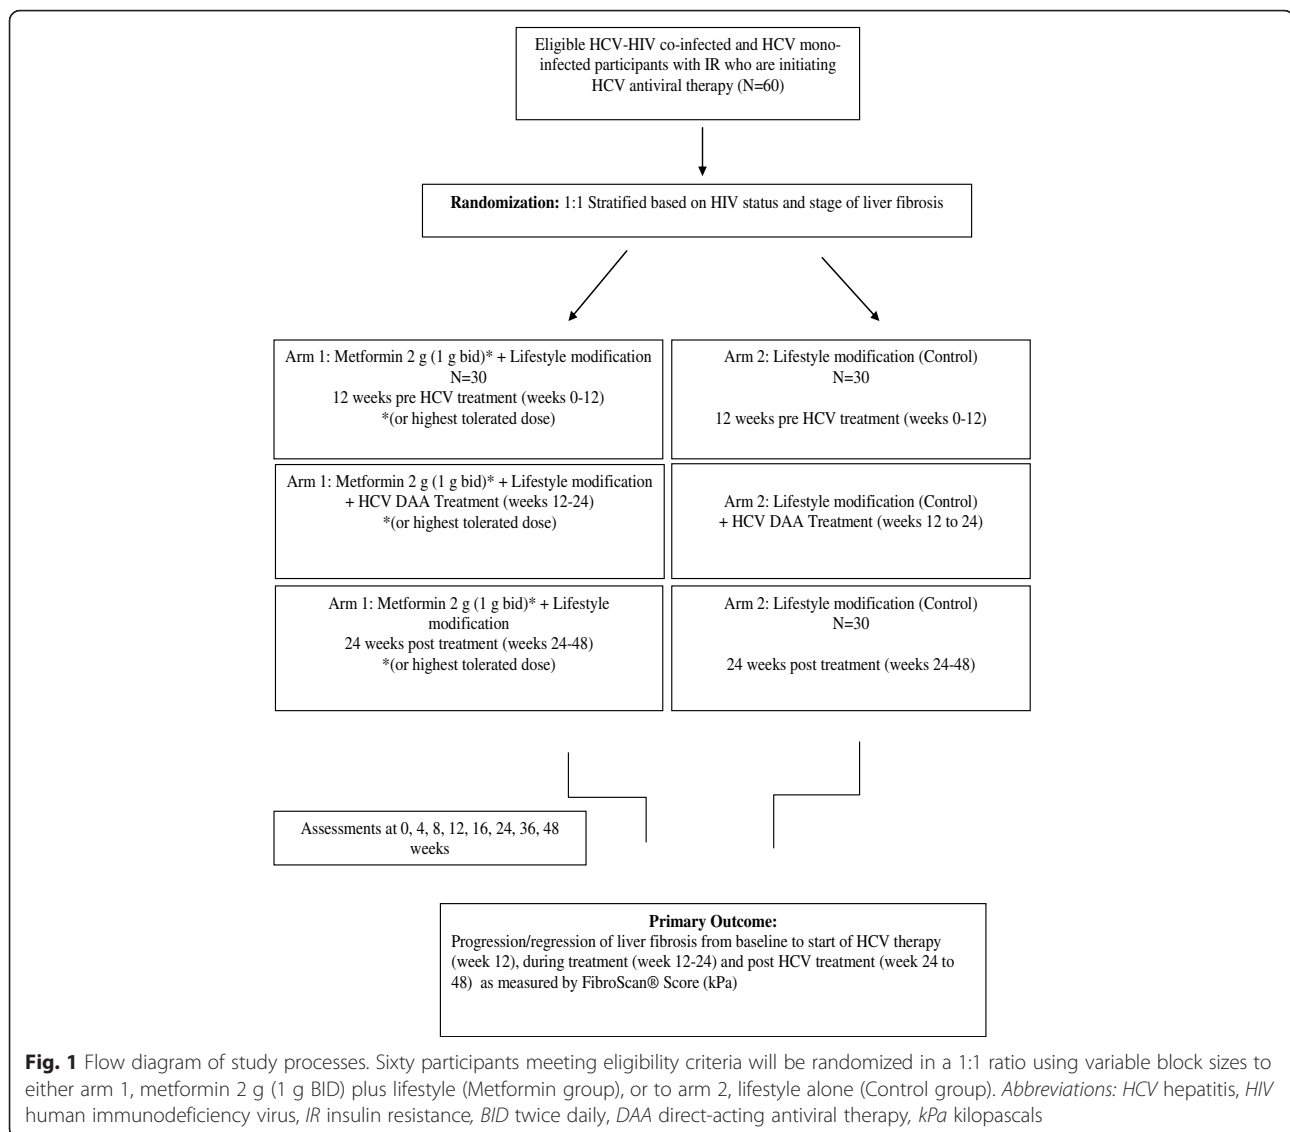 Eligible HCV-HIV co-infected and HCV mono-
infected participants with IR who are initiating
HCV antiviral therapy (N=60)
Randomization: 1:1 Stratified based on HIV status and stage of liver fibrosis
Arm 1: Metformin 2 g (1 g bid)* + Lifestyle modification
N=30
12 weeks pre HCV treatment (weeks 0-12)
*(or highest tolerated dose)
Arm 2: Lifestyle modification (Control)
N=30
12 weeks pre HCV treatment (weeks 0-12)
Arm 1: Metformin 2 g (1 g bid)* + Lifestyle modification
+ HCV DAA Treatment (weeks 12-24)
*(or highest tolerated dose)
Arm 2: Lifestyle modification (Control)
+ HCV DAA Treatment (weeks 12 to 24)
Arm 1: Metformin 2 g (1 g bid)* + Lifestyle
modification
24 weeks post treatment (weeks 24-48)
*(or highest tolerated dose)
Arm 2: Lifestyle modification (Control)
N=30
24 weeks post treatment (weeks 24-48)
Assessments at 0, 4, 8, 12, 16, 24, 36, 48
weeks
Primary Outcome:
Progression/regression of liver fibrosis from baseline to start of HCV therapy
(week 12), during treatment (week 12-24) and post HCV treatment (week 24 to
48) as measured by FibroScan® Score (kPa)
Fig. 1 Flow diagram of study processes. Sixty participants meeting eligibility criteria will be randomized in a 1:1 ratio using variable block sizes to
either arm 1, metformin 2 g (1 g BID) plus lifestyle (Metformin group), or to arm 2, lifestyle alone (Control group). Abbreviations: HCV hepatitis, HIV
human immunodeficiency virus, IR insulin resistance, BID twice daily, DAA direct-acting antiviral therapy, kPa kilopascals